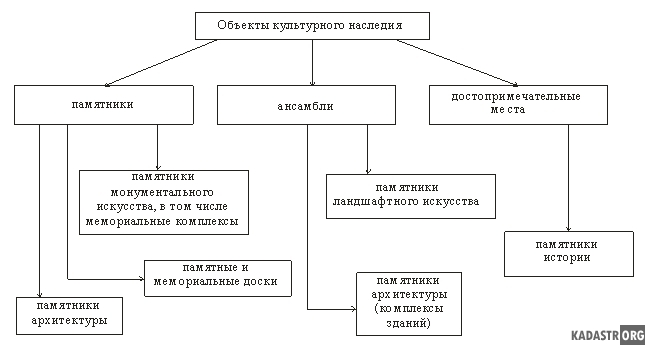 Объекты культурного наследия
памятники
ансамбли
достопримечательные
места
памятники
монументального
искусства, в том числе
мемориальные комплексы
памятники
ландшафтного искусства
памятники
истории
памятные и
мемориальные доски
памятники
архитектуры
(комплексы
зданий)
памятники
архитектуры
KADASTR.ORG